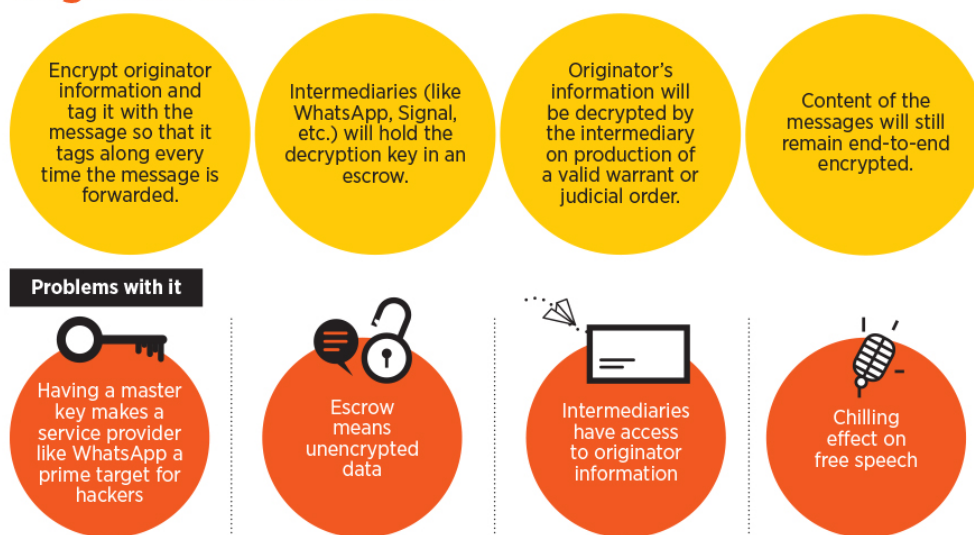 Encrypt originator
information and
tag it with the
message so that it
tags along every
time the message is
forwarded.
Intermediaries (like
WhatsApp, Signal,
etc.) will hold the
decryption key in an
escrow.
Originator's
information will
be decrypted by
the intermediary
on production of
a valid warrant or
judicial order.
Content of the
messages will still
remain end-to-end
encrypted.
Problems with it
Having a master
key makes a
service provider
like WhatsApp a
prime target for
hackers
Escrow
means
unencrypted
data
Intermediaries
have access
to originator
information
Chilling
effect on
free speech